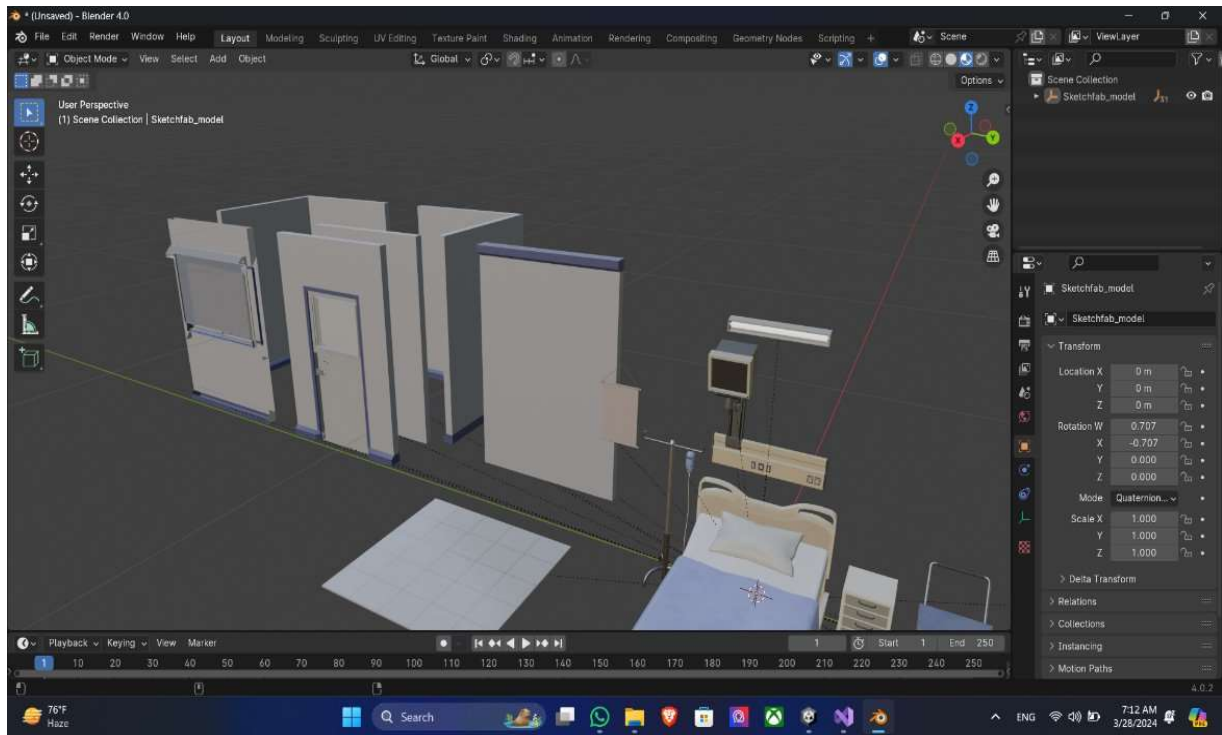 * (Unsaved) - Blender 4.0
File Edit Render Window Help Layout Modeling Sculpting UV Editing Texture Paint Shading Animation Rendering Compositing Geometry Nodes Scripting + Scene ViewLayer
Object Mode View Select Add Object Global
Options
User Perspective
(1) Scene Collection | Sketchfab_model
Z
Y
Scene Collection
Sketchfab_model
Sketchfab_model
Sketchfab_model
Transform
Location X 0 m
Y 0 m
Z 0 m
Rotation W 0.707
X -0.707
Y 0.000
Z 0.000
Mode Quaternion...
Scale X 1.000
Y 1.000
Z 1.000
Delta Transform
Relations
Collections
Instancing
Motion Paths
Playback Keying View Marker 1 Start 1 End 250
1 10 20 30 40 50 60 70 80 90 100 110 120 130 140 150 160 170 180 190 200 210 220 230 240 250
4.0.2
76°F
Haze
Search
ENG
7:12 AM
3/28/2024